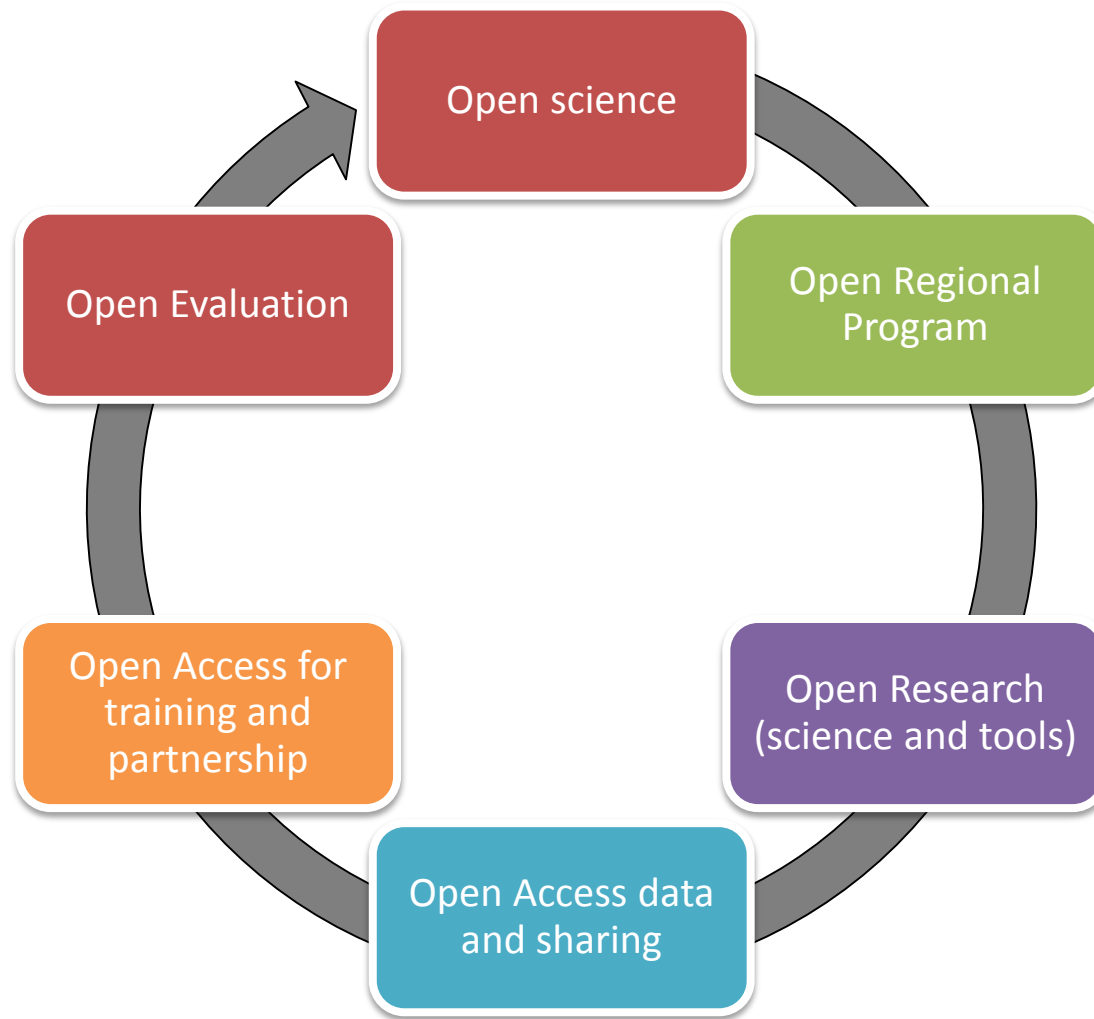 Open science
Open Regional
Program
Open Research
(science and tools)
Open Access data
and sharing
Open Access for
training and
partnership
Open Evaluation